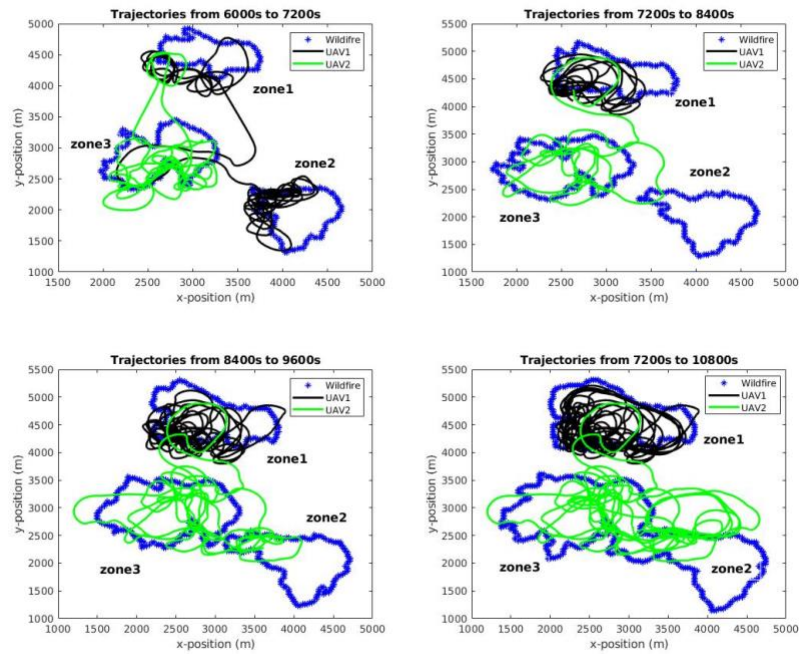 Trajectories from 6000s to 7200s
5000
4500
4000
3500
3000
2500
2000
1500
1000
y-position (m)
Wildifire
UAV1
UAV2
zone1
zone3
zone2
1500 2000 2500 3000 3500 4000 4500 5000
x-position (m)
Trajectories from 7200s to 8400s
5500
5000
4500
4000
3500
3000
2500
2000
1500
1000
y-position (m)
Wildfire
UAV1
UAV2
zone1
zone2
zone3
1500 2000 2500 3000 3500 4000 4500 5000
x-position (m)
Trajectories from 8400s to 9600s
5500
5000
4500
4000
3500
3000
2500
2000
1500
1000
y-position (m)
Wildfire
UAV1
UAV2
zone1
zone2
zone3
1000 1500 2000 2500 3000 3500 4000 4500 5000
x-position (m)
Trajectories from 7200s to 10800s
5500
5000
4500
4000
3500
3000
2500
2000
1500
1000
y-position (m)
Wildfire
UAV1
UAV2
zone1
zone3
zone2
1000 1500 2000 2500 3000 3500 4000 4500 5000
x-position (m)